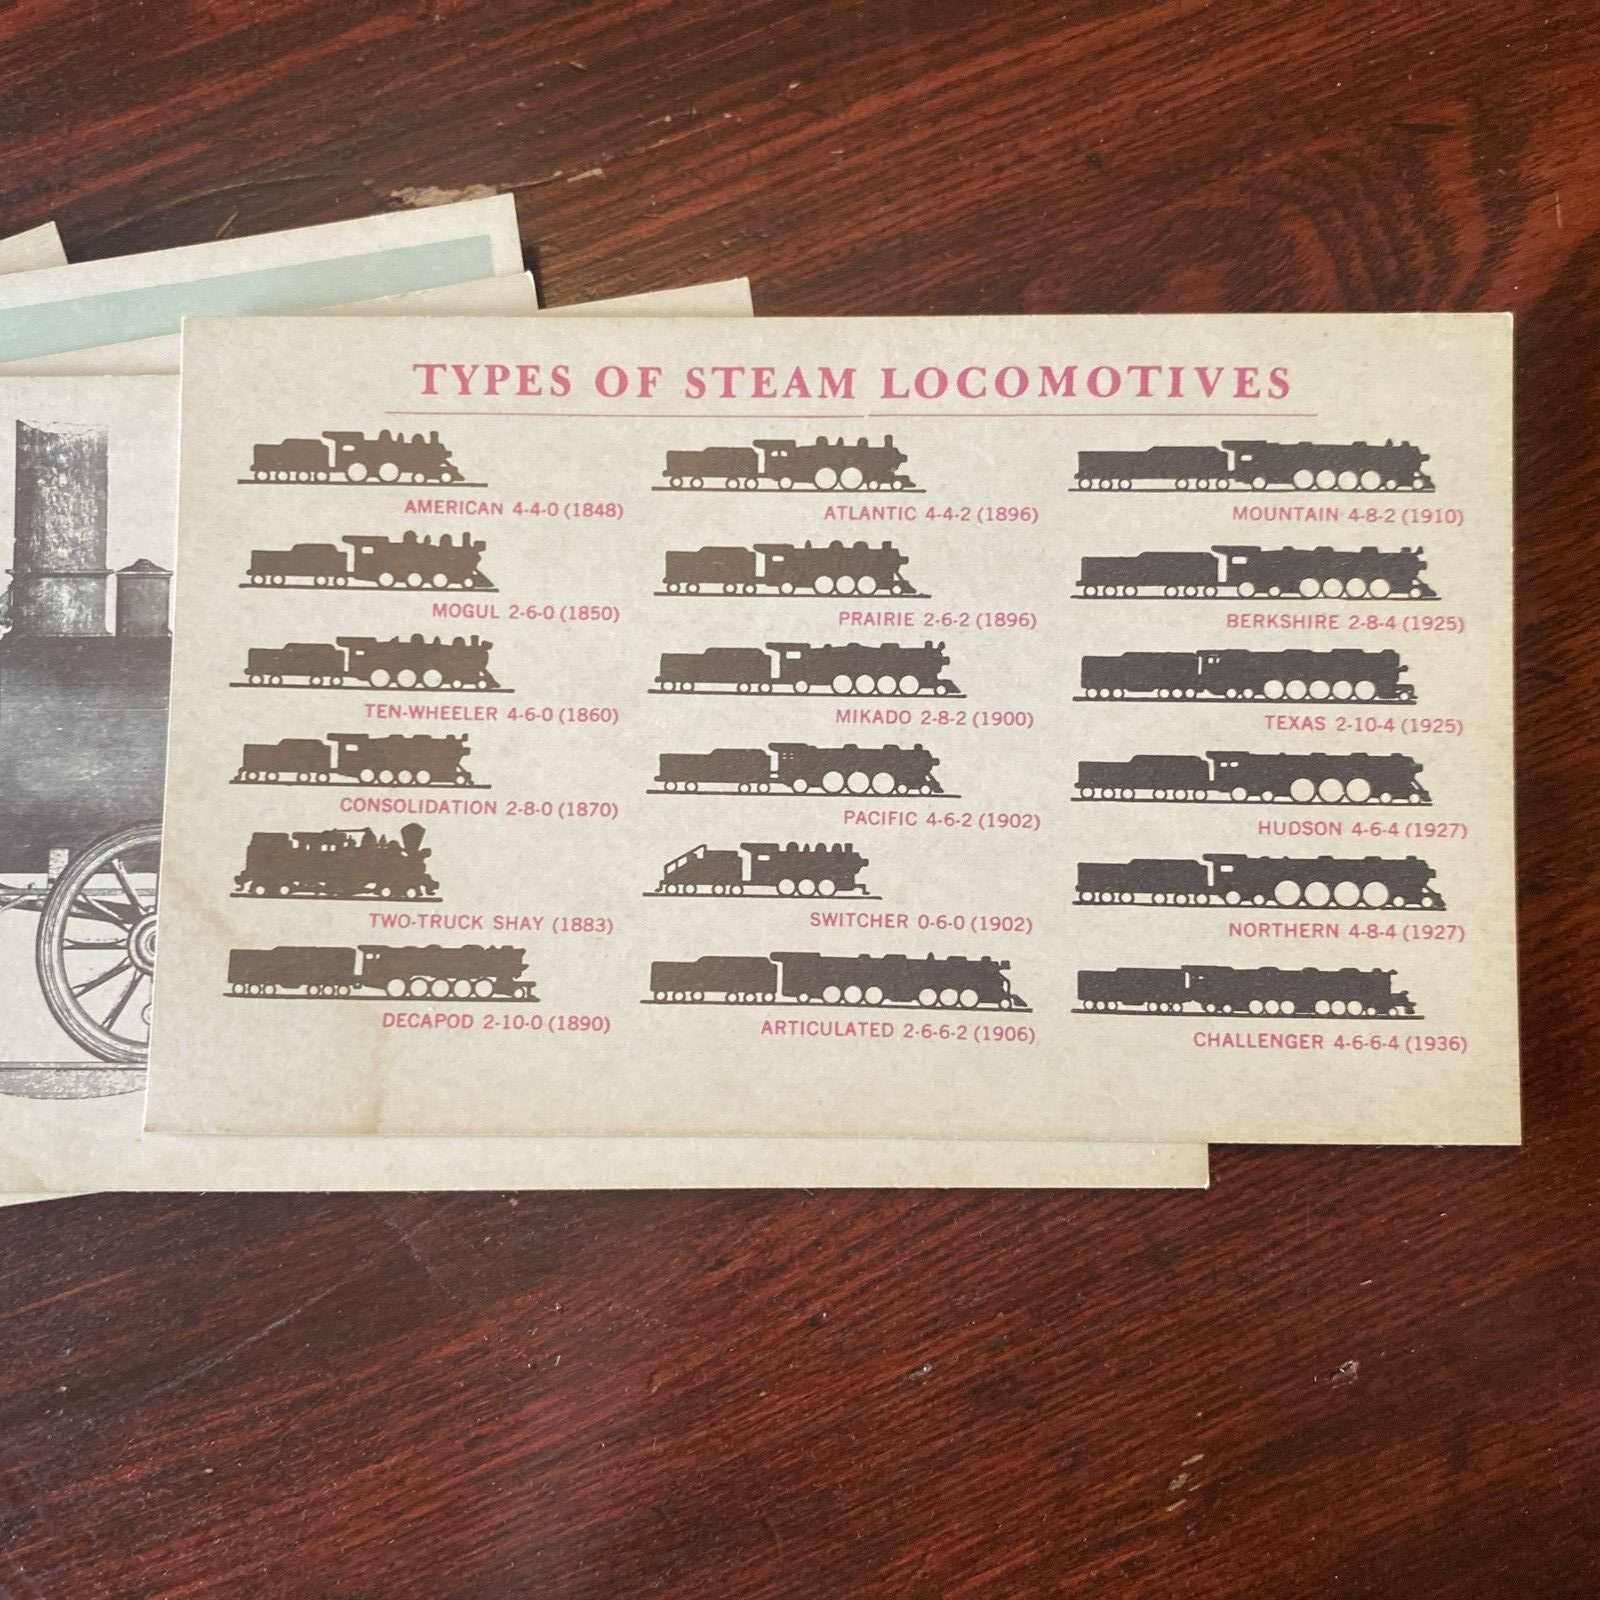 TYPES OF STEAM LOCOMOTIVES
AMERICAN 4-4-0 (1848)
MOGUL 2-6-0 (1850)
TEN-WHEELER 4-6-0 (1860)
CONSOLIDATION 2-8-0 (1870)
TWO-TRUCK SHAY (1883)
DECAPOD 2-10-0 (1890)
ATLANTIC 4-4-2 (1896)
PRAIRIE 2-6-2 (1896)
MIKADO 2-8-2 (1900)
PACIFIC 4-6-2 (1902)
SWITCHER 0-6-0 (1902)
ARTICULATED 2-6-6-2 (1906)
MOUNTAIN 4-8-2 (1910)
BERKSHIRE 2-8-4 (1925)
TEXAS 2-10-4 (1925)
HUDSON 4-6-4 (1927)
NORTHERN 4-8-4 (1927)
CHALLENGER 4-6-6-4 (1936)